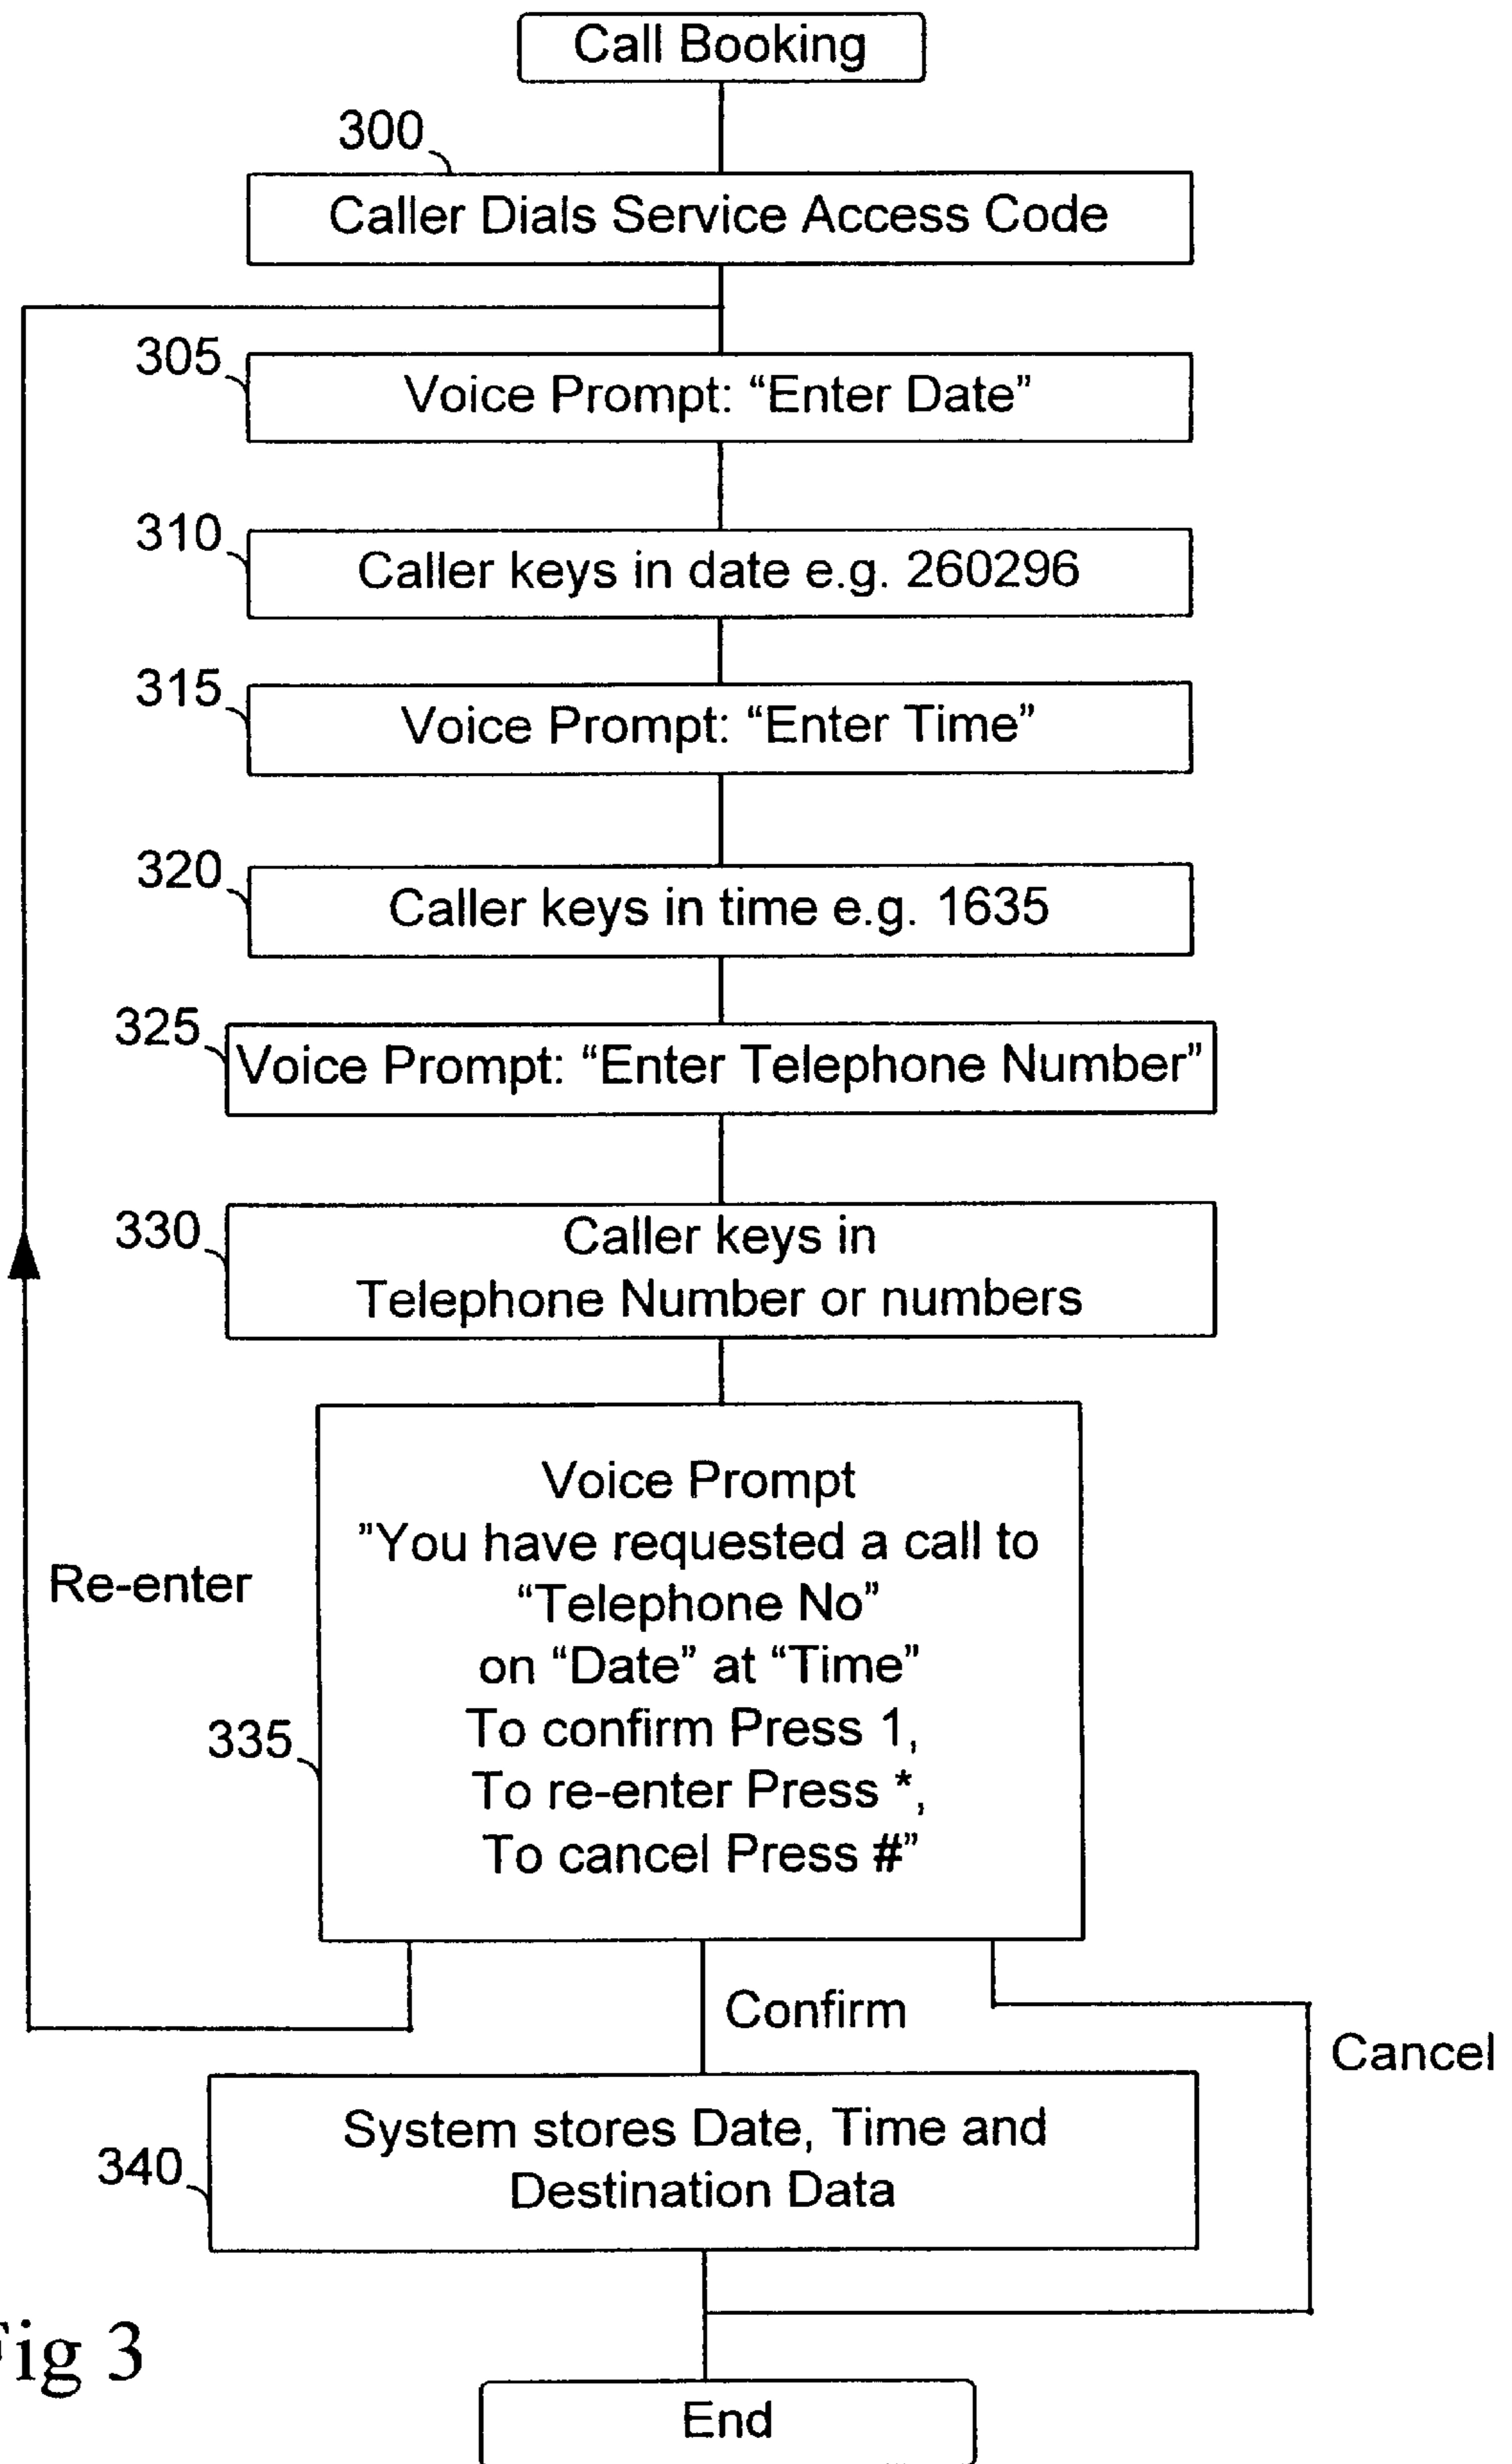 Call Booking
300
Caller Dials Service Access Code
305
Voice Prompt: “Enter Date”
310
Caller keys in date e.g. 260296
315
Voice Prompt: “Enter Time”
320
Caller keys in time e.g. 1635
325
Voice Prompt: “Enter Telephone Number”
330
Caller keys in
Telephone Number or numbers
Voice Prompt
”You have requested a call to
“Telephone No”
on “Date” at “Time”
To confirm Press 1,
To re-enter Press *,
To cancel Press #”
335
Re-enter
Confirm
Cancel
340
System stores Date, Time and
Destination Data
Fig 3
End